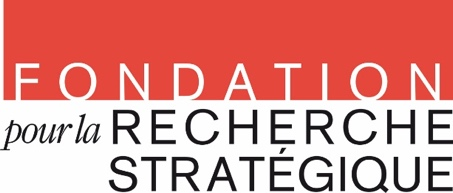 FONDATION
pour la RECHERCHE
STRATÉGIQUE